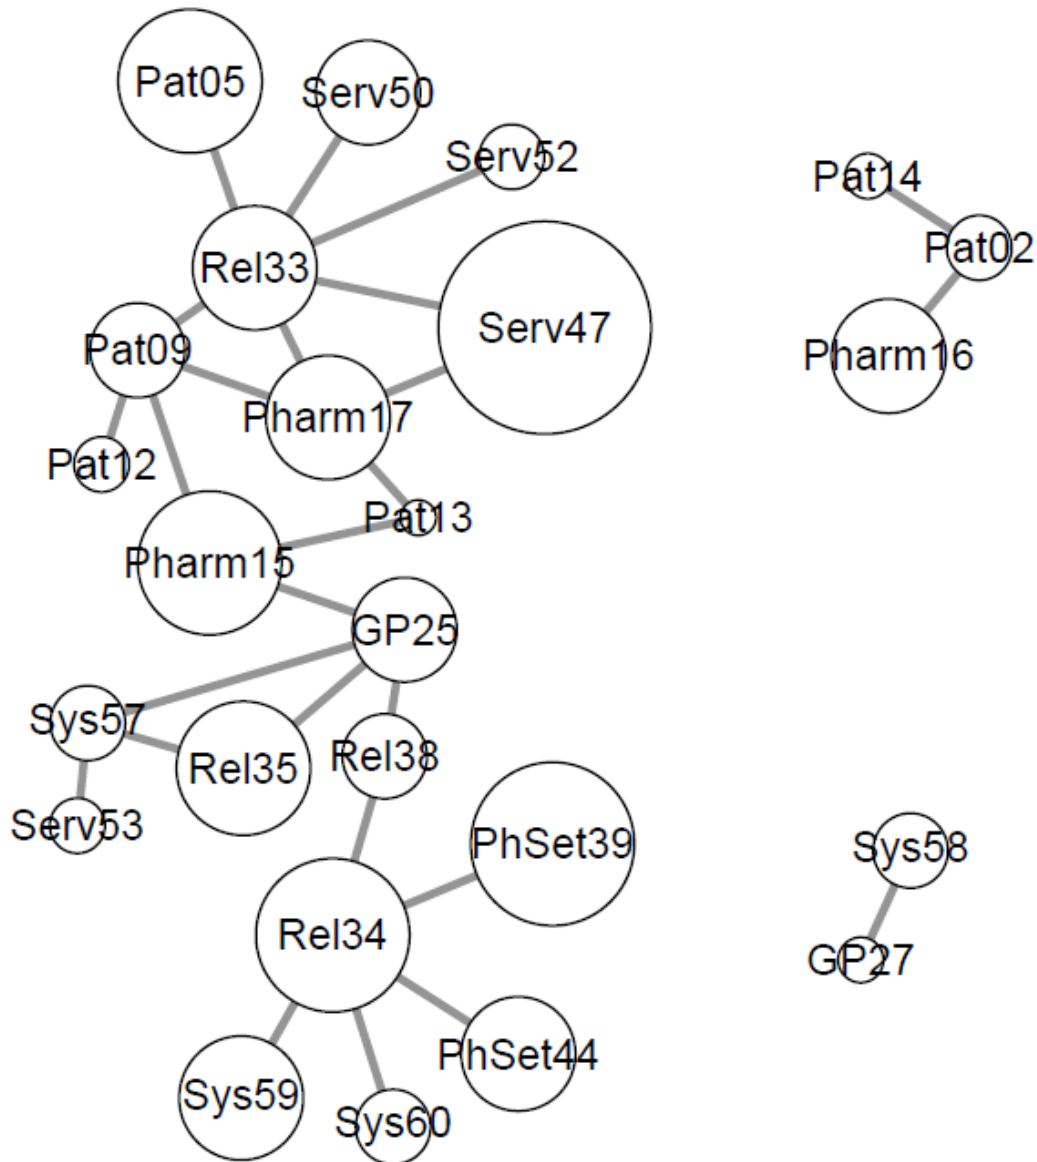 Pat05
Serv50
Serv52
Pat14
Pat02
Rel33
Serv47
Pat09
Pharm16
Pharm17
Pat12
Pat13
Pharm15
GP25
Sys57
Rel38
Rel35
Serv53
PhSet39
Sys58
Rel34
GP27
PhSet44
Sys59
Sys60